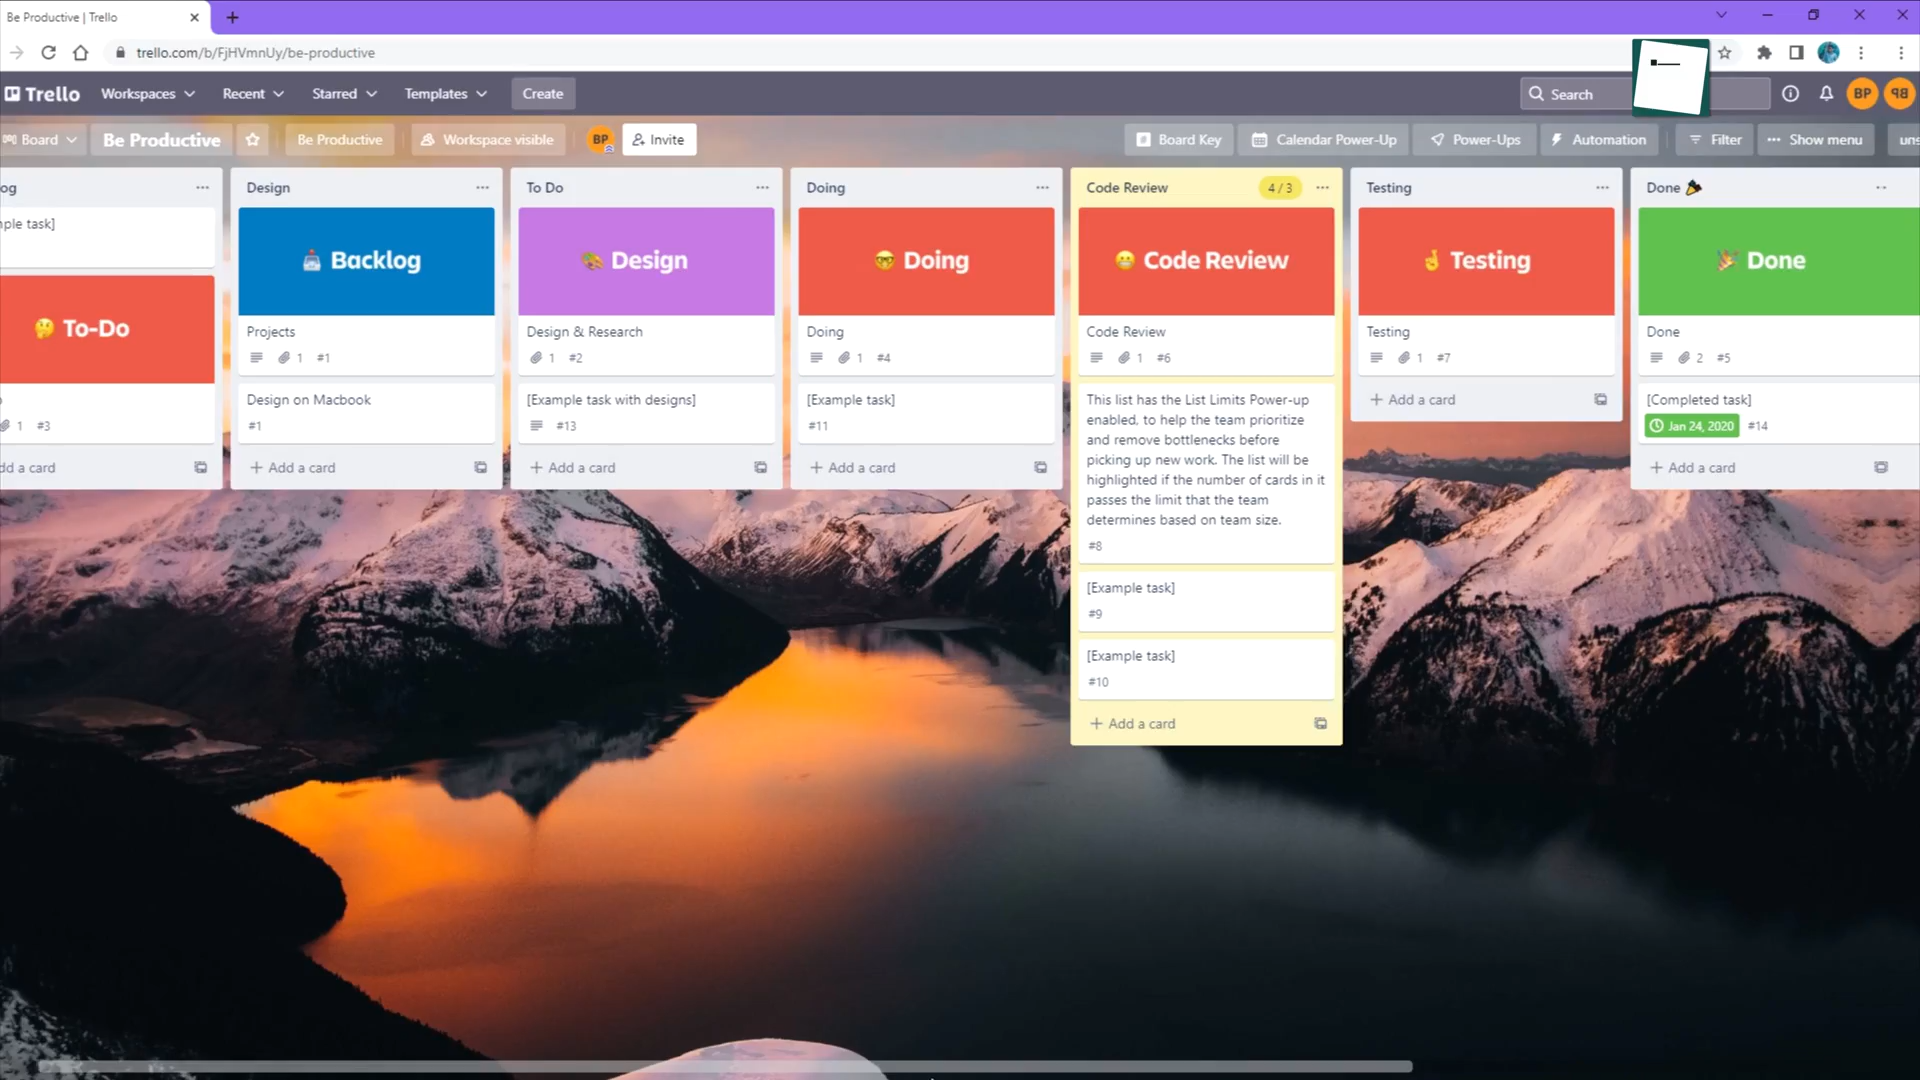 Be Productive | Trello
trello.com/b/FjHVmnUy/be-productive
Trello
Workspaces
Recent
Starred
Templates
Create
Search
BP
Board
Be Productive
Be Productive
Workspace visible
BP
Invite
Board Key
Calendar Power-Up
Power-Ups
Automation
Filter
Show menu
og
ple task]
🤔 To-Do
1 #3
dd a card
Design
📥 Backlog
Projects
1 #1
Design on Macbook
#1
+ Add a card
To Do
🎨 Design
Design & Research
1 #2
[Example task with designs]
#13
+ Add a card
Doing
🤓 Doing
Doing
1 #4
[Example task]
#11
+ Add a card
Code Review
4 / 3
😬 Code Review
Code Review
1 #6
This list has the List Limits Power-up
enabled, to help the team prioritize
and remove bottlenecks before
picking up new work. The list will be
highlighted if the number of cards in it
passes the limit that the team
determines based on team size.
#8
[Example task]
#9
[Example task]
#10
+ Add a card
Testing
🤞 Testing
Testing
1 #7
+ Add a card
Done 🎉
🎉 Done
Done
2 #5
[Completed task]
Jan 24, 2020 #14
+ Add a card